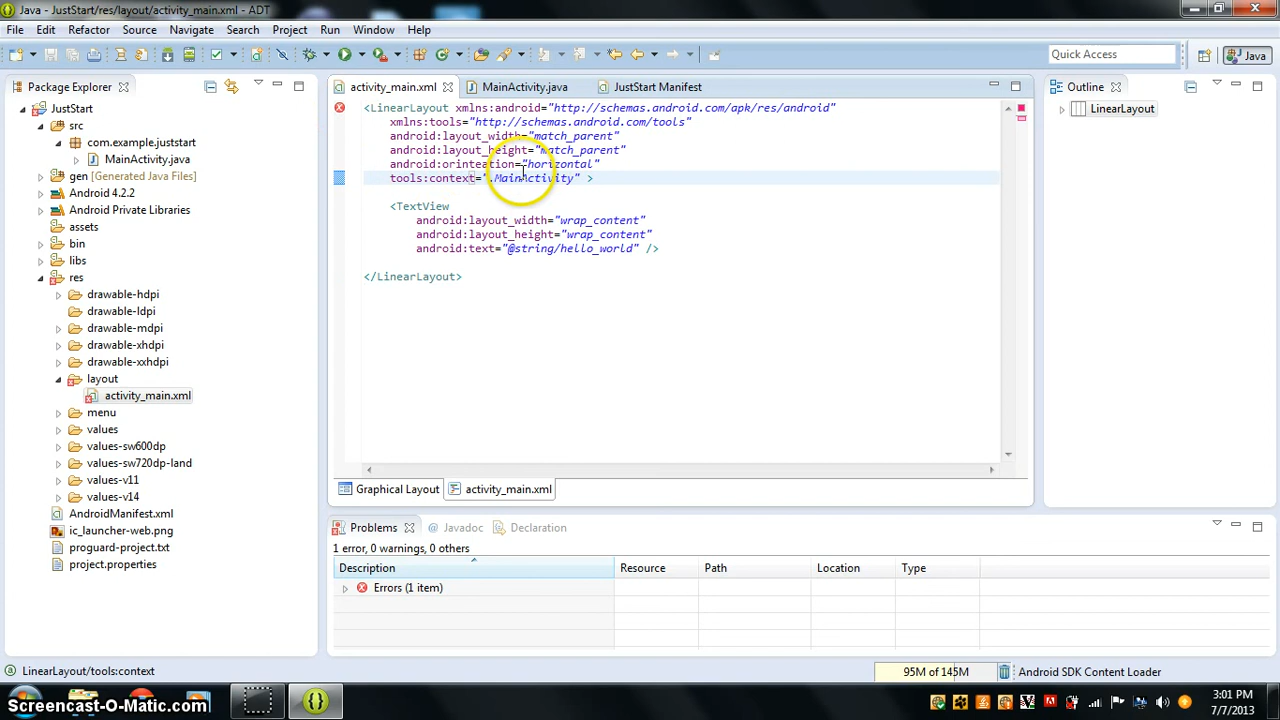 Java - JustStart/res/layout/activity_main.xml - ADT
File Edit Refactor Source Navigate Search Project Run Window Help
Quick Access
Java
Package Explorer
activity_main.xml
MainActivity.java
JustStart Manifest
Outline
JustStart
src
com.example.juststart
MainActivity.java
gen [Generated Java Files]
Android 4.2.2
Android Private Libraries
assets
bin
libs
res
drawable-hdpi
drawable-ldpi
drawable-mdpi
drawable-xhdpi
drawable-xxhdpi
layout
activity_main.xml
menu
values
values-sw600dp
values-sw720dp-land
values-v11
values-v14
AndroidManifest.xml
ic_launcher-web.png
proguard-project.txt
project.properties
<LinearLayout xmlns:android="http://schemas.android.com/apk/res/android"
xmlns:tools="http://schemas.android.com/tools"
android:layout_width="match_parent"
android:layout_height="match_parent"
android:orinteation="horizontal"
tools:context=".MainActivity" >
<TextView
android:layout_width="wrap_content"
android:layout_height="wrap_content"
android:text="@string/hello_world" />
</LinearLayout>
LinearLayout
Graphical Layout
activity_main.xml
Problems
Javadoc
Declaration
1 error, 0 warnings, 0 others
Description Resource Path Location Type
Errors (1 item)
LinearLayout/tools:context
95M of 145M
Android SDK Content Loader
Screencast-O-Matic.com
3:01 PM
7/7/2013